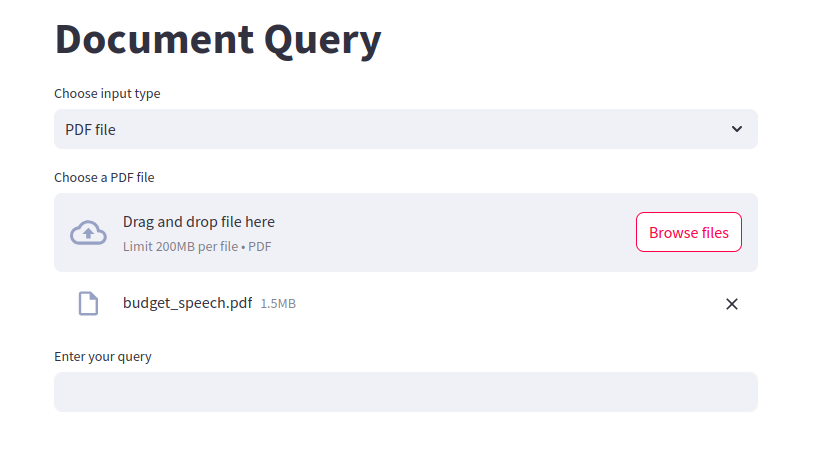 Document Query
Choose input type
PDF file
Choose a PDF file
Drag and drop file here
Limit 200MB per file • PDF
Browse files
budget_speech.pdf 1.5MB
Enter your query